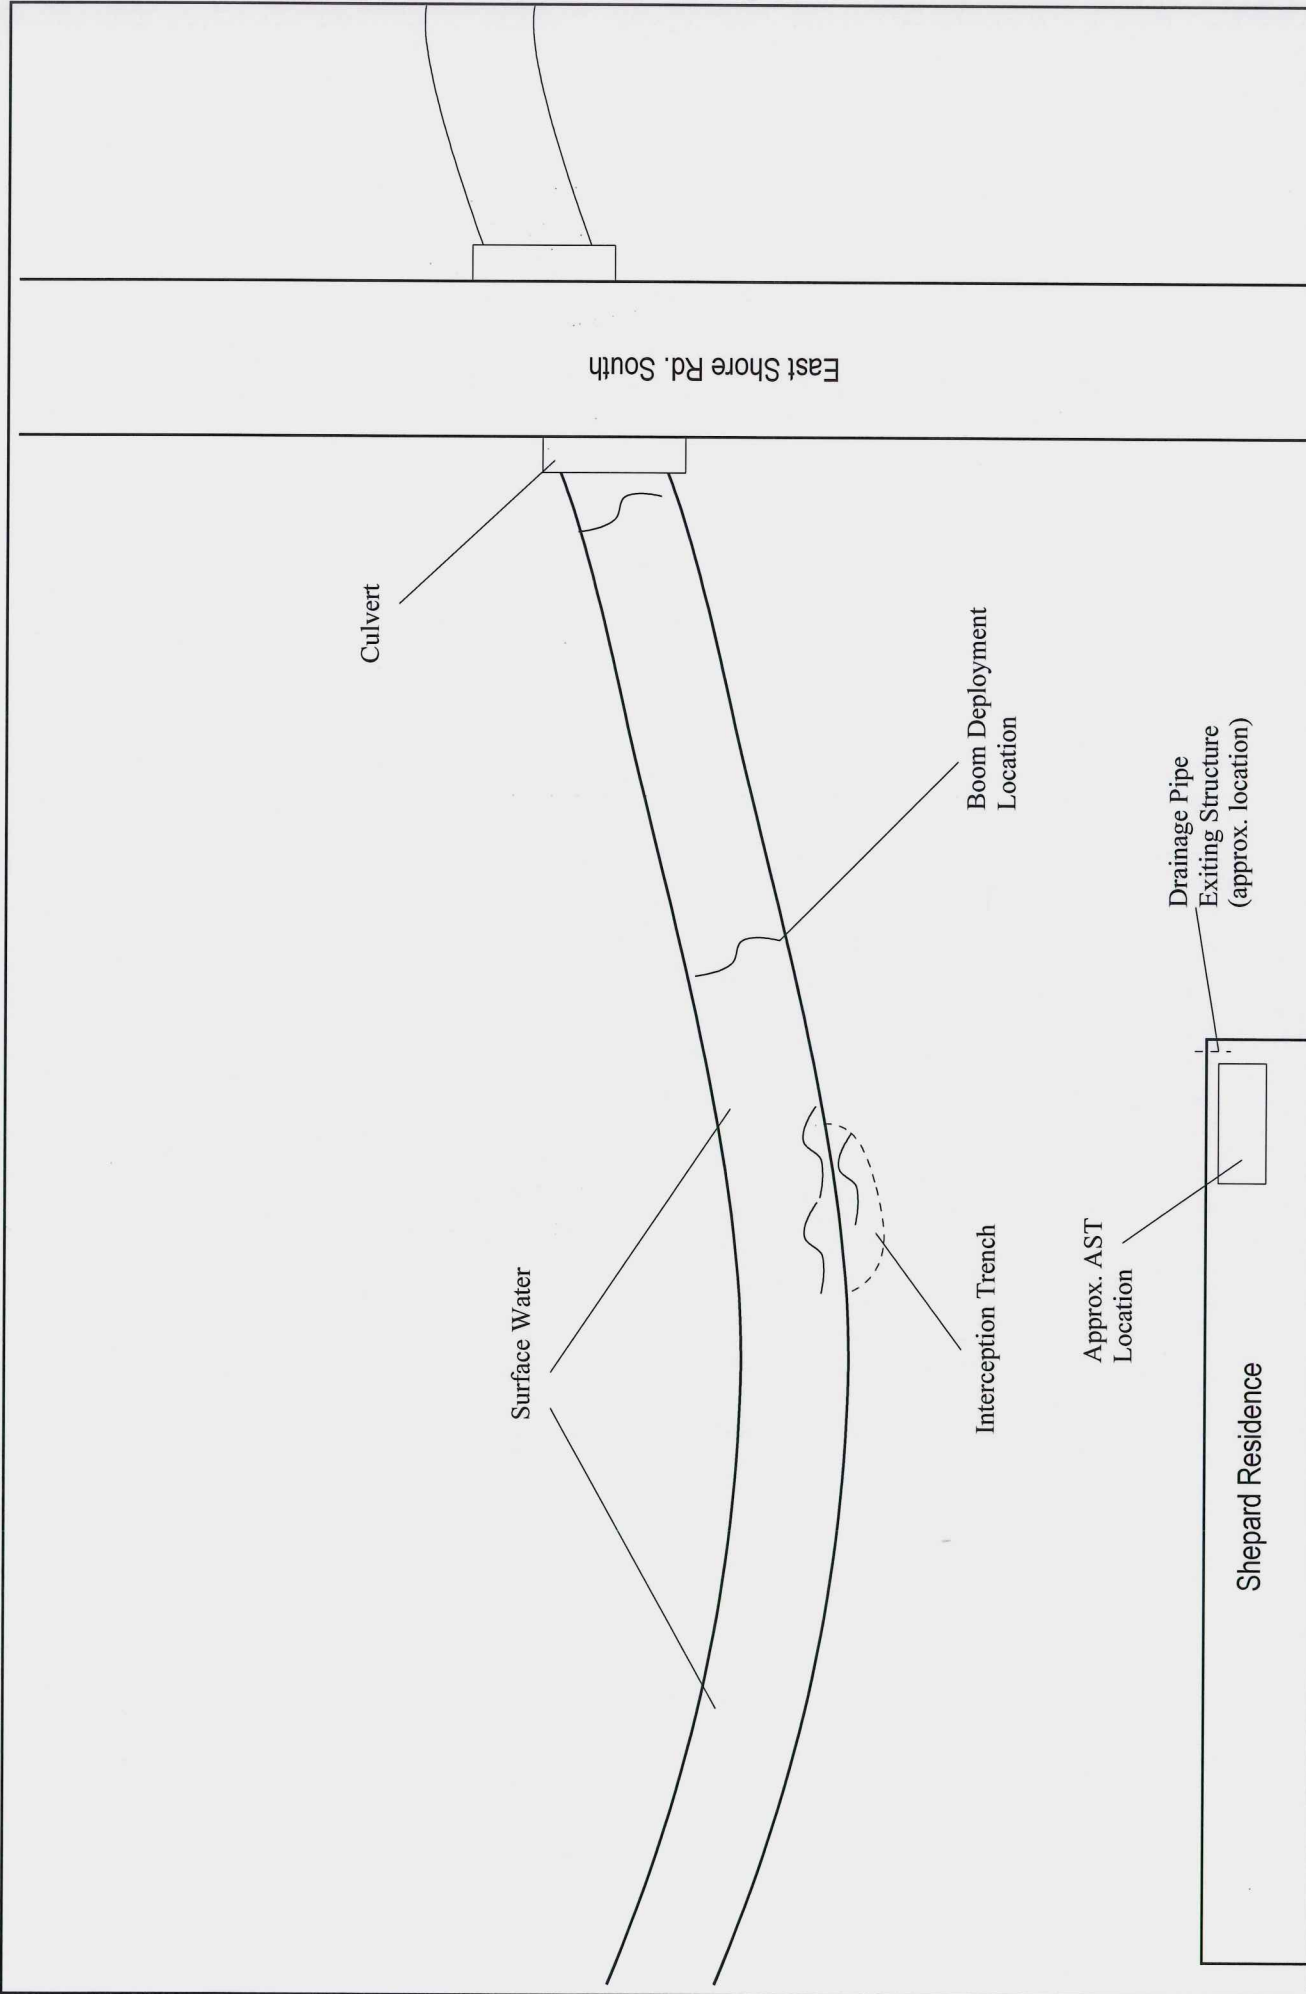 East Shore Rd. South
Culvert
Boom Deployment
Location
Drainage Pipe
Exiting Structure
(approx. location)
Surface Water
Interception Trench
Approx. AST
Location
Shepard Residence